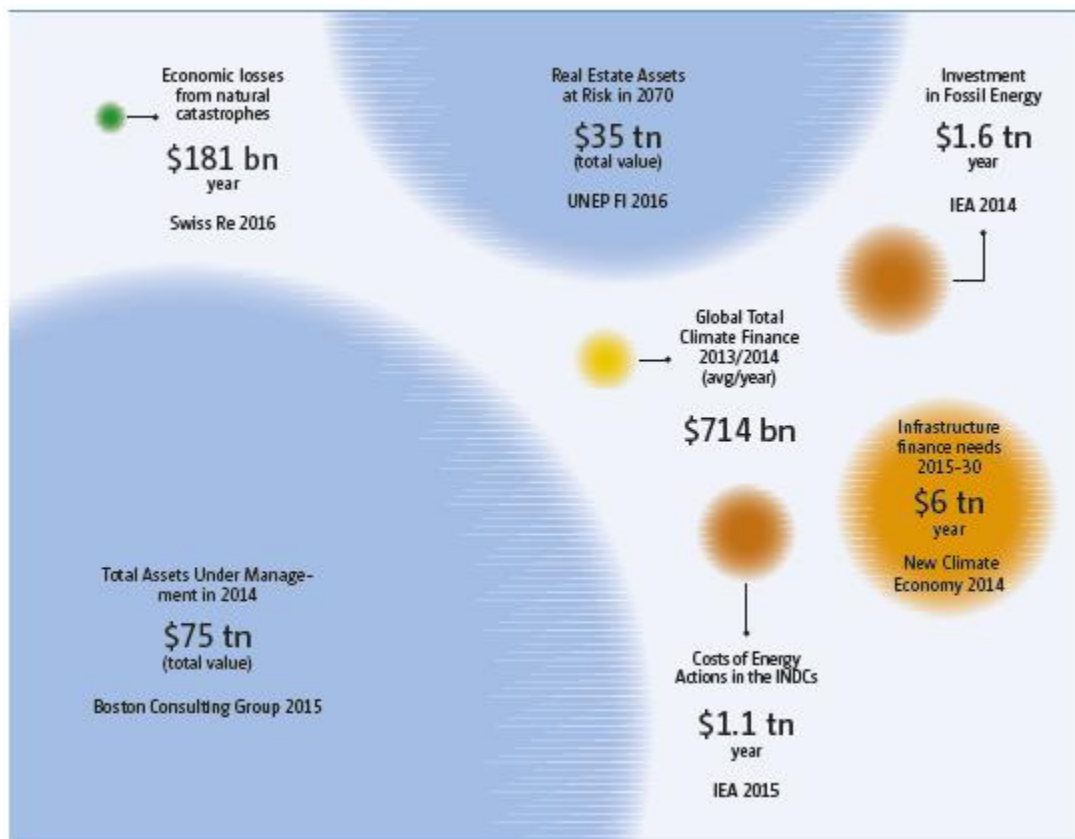 Economic losses
from natural
catastrophes
$181 bn
year
Swiss Re 2016
Real Estate Assets
at Risk in 2070
$35 tn
(total value)
UNEP FI 2016
Investment
in Fossil Energy
$1.6 tn
year
IEA 2014
Global Total
Climate Finance
2013/2014
(avg/year)
$714 bn
Infrastructure
finance needs
2015-30
$6 tn
year
New Climate
Economy 2014
Total Assets Under Manage-
ment in 2014
$75 tn
(total value)
Boston Consulting Group 2015
Costs of Energy
Actions in the INDCs
$1.1 tn
year
IEA 2015